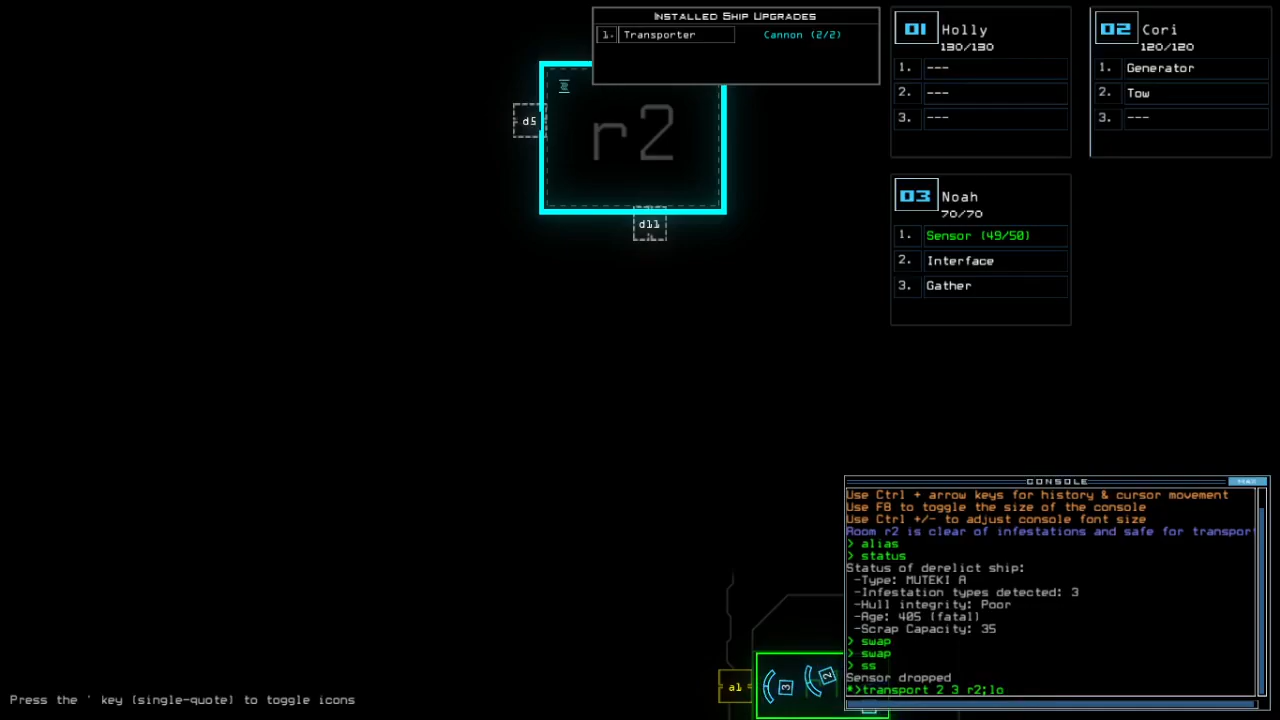 Installed Ship Upgrades
1. Transporter Cannon (2/2)
01 Holly
130/130
1. ---
2. ---
3. ---
02 Cori
120/120
1. Generator
2. Tow
3. ---
03 Noah
70/70
1. Sensor (49/50)
2. Interface
3. Gather
r2
d5
d11
CONSOLE
Use Ctrl + arrow keys for history & cursor movement
Use F8 to toggle the size of the console
Use Ctrl +/- to adjust console font size
Room r2 is clear of infestations and safe for transport
> alias
> status
Status of derelict ship:
-Type: MUTEKI A
-Infestation types detected: 3
-Hull integrity: Poor
-Age: 405 (fatal)
-Scrap Capacity: 35
> swap
> swap
> ss
Sensor dropped
*>transport 2 3 r2;lo
a1
3
2
Press the ' key (single-quote) to toggle icons